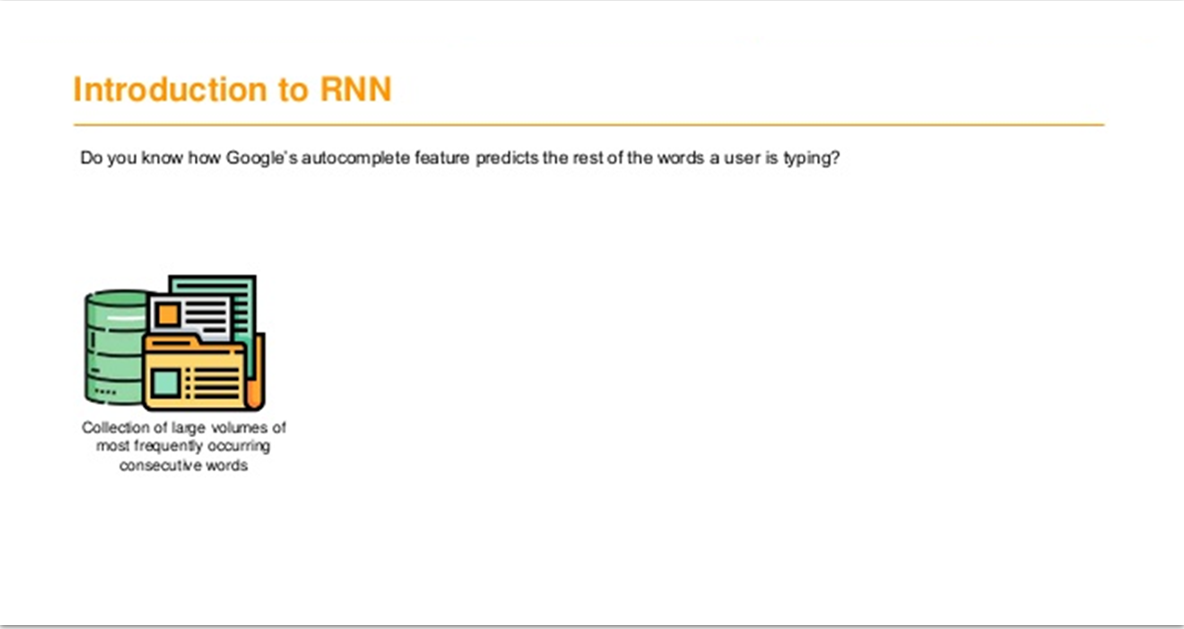 Introduction to RNN
Do you know how Google's autocomplete feature predicts the rest of the words a user is typing?
Collection of large volumes of
most frequently occurring
consecutive words